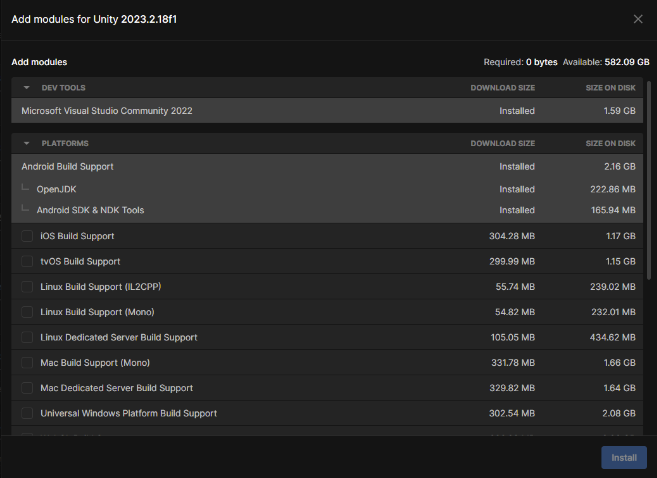 Add modules for Unity 2023.2.18f1
Add modules Required: 0 bytes Available: 582.09 GB
DEV TOOLS DOWNLOAD SIZE SIZE ON DISK
Microsoft Visual Studio Community 2022 Installed 1.59 GB
PLATFORMS DOWNLOAD SIZE SIZE ON DISK
Android Build Support Installed 2.16 GB
OpenJDK Installed 222.86 MB
Android SDK & NDK Tools Installed 165.94 MB
iOS Build Support 304.28 MB 1.17 GB
tvOS Build Support 299.99 MB 1.15 GB
Linux Build Support (IL2CPP) 55.74 MB 239.02 MB
Linux Build Support (Mono) 54.82 MB 232.01 MB
Linux Dedicated Server Build Support 105.05 MB 434.62 MB
Mac Build Support (Mono) 331.78 MB 1.66 GB
Mac Dedicated Server Build Support 329.82 MB 1.64 GB
Universal Windows Platform Build Support 302.54 MB 2.08 GB
Install